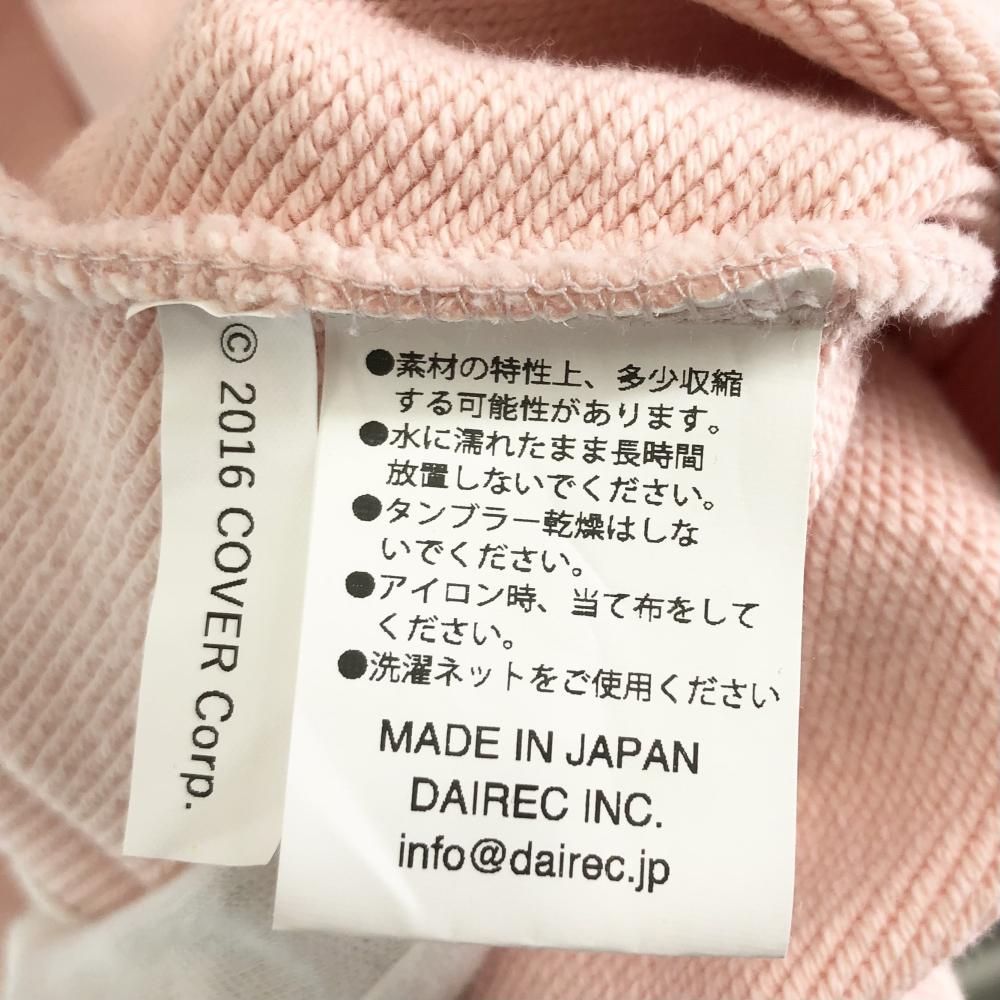 © 2016 COVER Corp.
●素材の特性上、多少収縮
する可能性があります。
●水に濡れたまま長時間
放置しないでください。
●タンブラー乾燥はしな
いでください。
●アイロン時、当て布をして
ください。
●洗濯ネットをご使用ください
MADE IN JAPAN
DAIREC INC.
info@dairec.jp